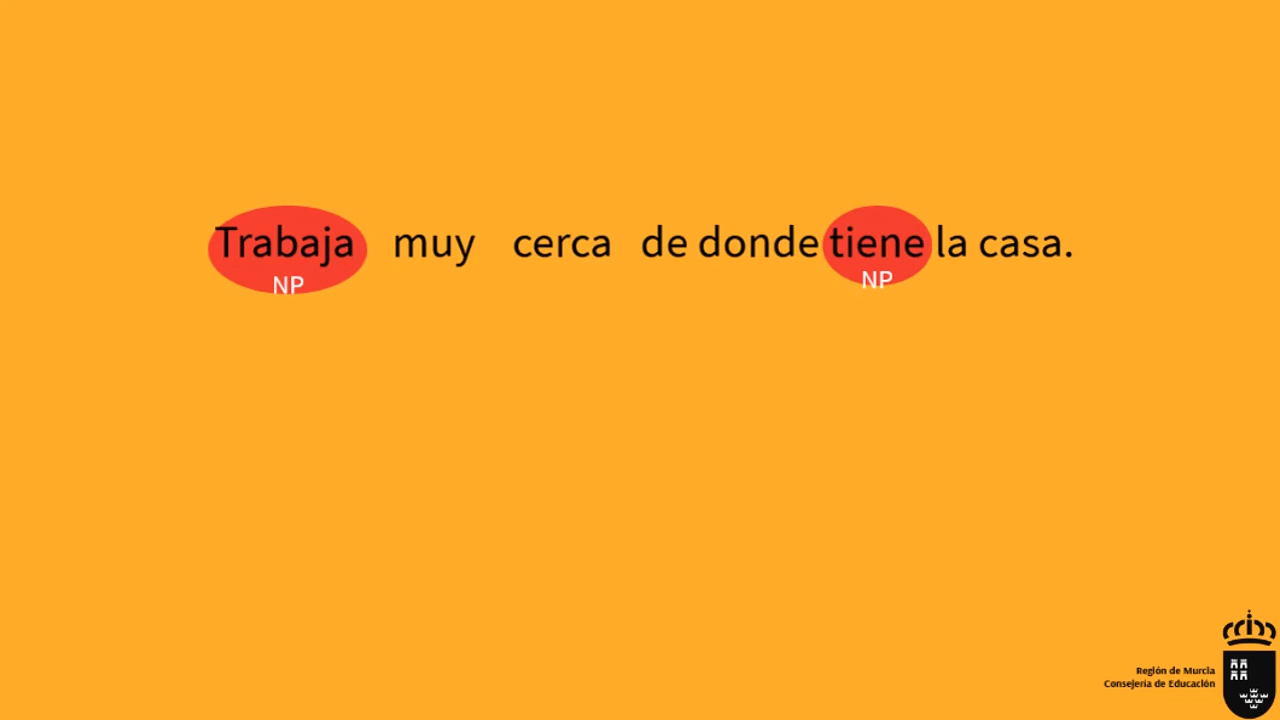 Trabaja muy cerca de donde tiene la casa.
NP NP
Región de Murcia
Consejería de Educación